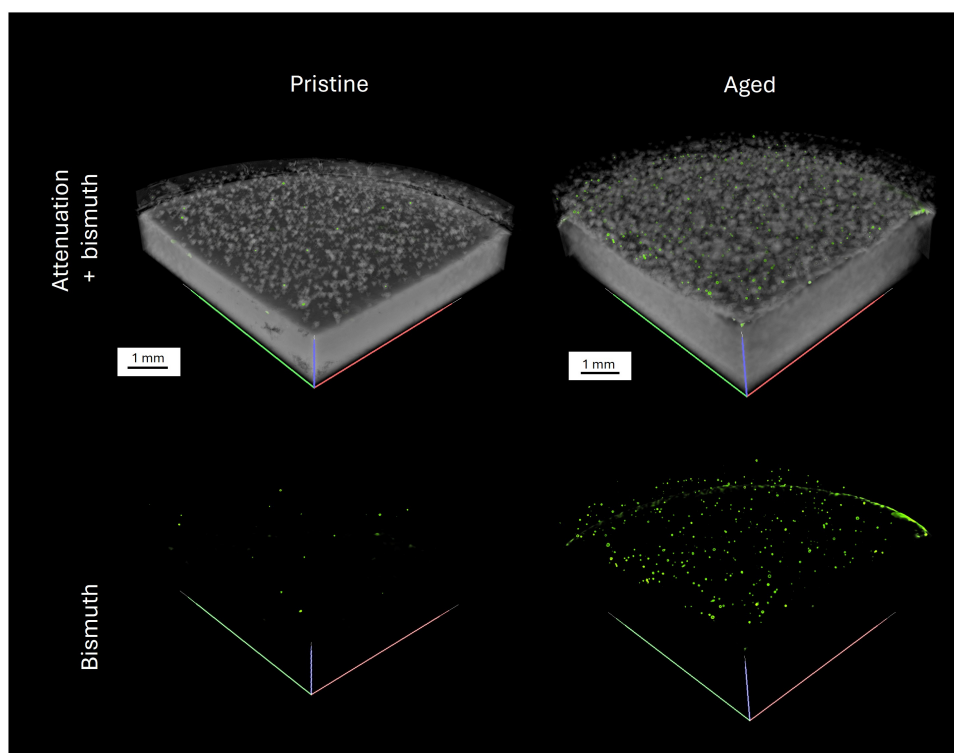 Pristine
Aged
Attenuation
+ bismuth
1 mm
1 mm
Bismuth